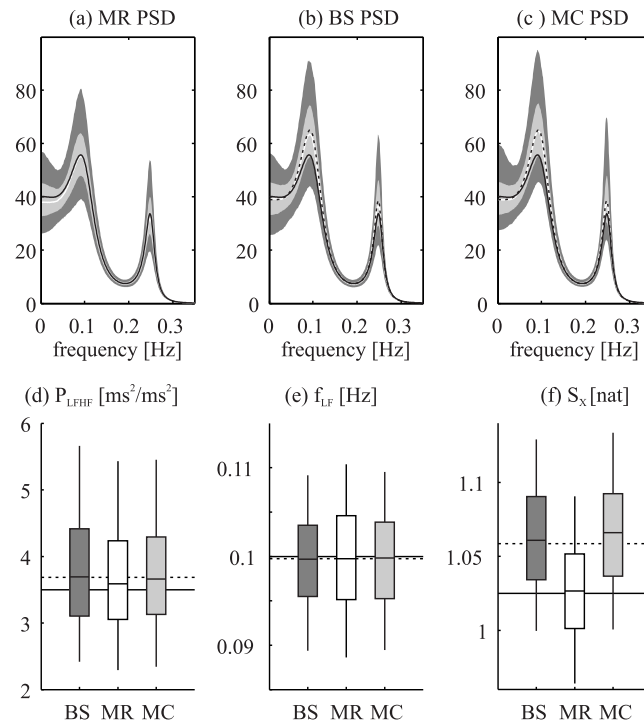 (a) MR PSD
(b) BS PSD
(c) MC PSD
80
60
40
20
0
0 0.1 0.2 0.3
frequency [Hz]
80
60
40
20
0
0 0.1 0.2 0.3
frequency [Hz]
80
60
40
20
0
0 0.1 0.2 0.3
frequency [Hz]
(d) P_LFHF [ms²/ms²]
6
5
4
3
2
BS MR MC
(e) f_LF [Hz]
0.11
0.1
0.09
BS MR MC
(f) S_X [nat]
1.1
1.05
1
BS MR MC